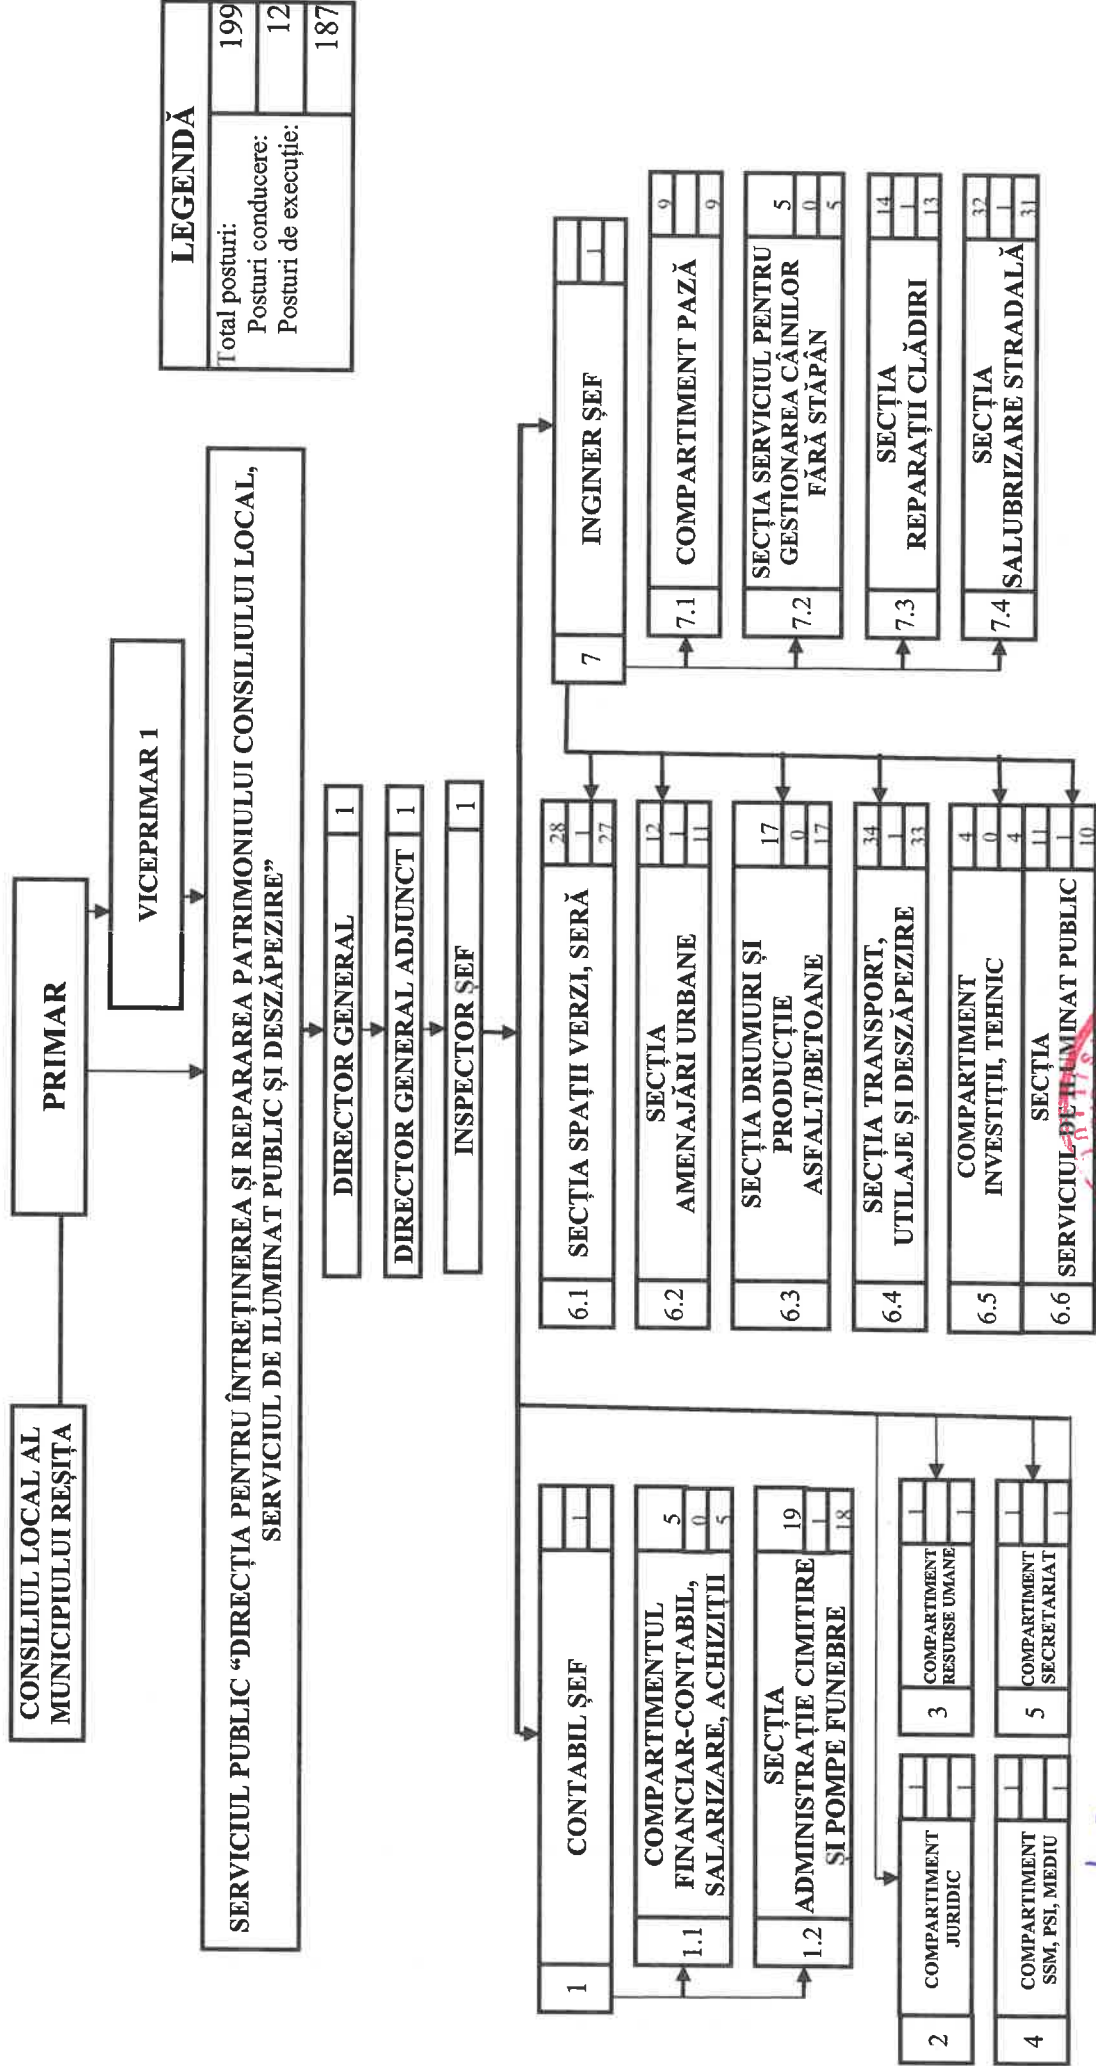 CONSILIUL LOCAL AL
MUNICIPIULUI REȘIȚA
PRIMAR
VICEPRIMAR 1
LEGENDĂ
Total posturi: 199
Posturi conducere: 12
Posturi de execuție: 187
SERVICIUL PUBLIC “DIRECȚIA PENTRU ÎNTREȚINEREA ȘI REPARAREA PATRIMONIULUI CONSILIULUI LOCAL,
SERVICIUL DE ILUMINAT PUBLIC ȘI DESZĂPEZIRE”
DIRECTOR GENERAL 1
DIRECTOR GENERAL ADJUNCT 1
INSPECTOR ȘEF 1
1 CONTABIL ȘEF 1
1.1
COMPARTIMENTUL
FINANCIAR-CONTABIL,
SALARIZARE, ACHIZIȚII
5
0
5
1.2
SECȚIA
ADMINISTRAȚIE CIMITIRE
ȘI POMPE FUNEBRE
19
1
18
2
COMPARTIMENT
JURIDIC
1
1
3
COMPARTIMENT
RESURSE UMANE
1
1
4
COMPARTIMENT
SSM, PSI, MEDIU
1
1
5
COMPARTIMENT
SECRETARIAT
1
1
6.1
SECȚIA SPAȚII VERZI, SERĂ
28
1
27
6.2
SECȚIA
AMENAJĂRI URBANE
12
1
11
6.3
SECȚIA DRUMURI ȘI
PRODUCȚIE
ASFALT/BETOANE
17
0
17
6.4
SECȚIA TRANSPORT,
UTILAJE ȘI DESZĂPEZIRE
34
1
33
6.5
COMPARTIMENT
INVESTIȚII, TEHNIC
4
0
4
6.6
SECȚIA
SERVICIUL DE ILUMINAT PUBLIC
11
1
10
7 INGINER ȘEF 1
7.1
COMPARTIMENT PAZĂ
9
9
7.2
SECȚIA SERVICIUL PENTRU
GESTIONAREA CÂINILOR
FĂRĂ STĂPÂN
5
0
5
7.3
SECȚIA
REPARAȚII CLĂDIRI
14
1
13
7.4
SECȚIA
SALUBRIZARE STRADALĂ
32
1
31